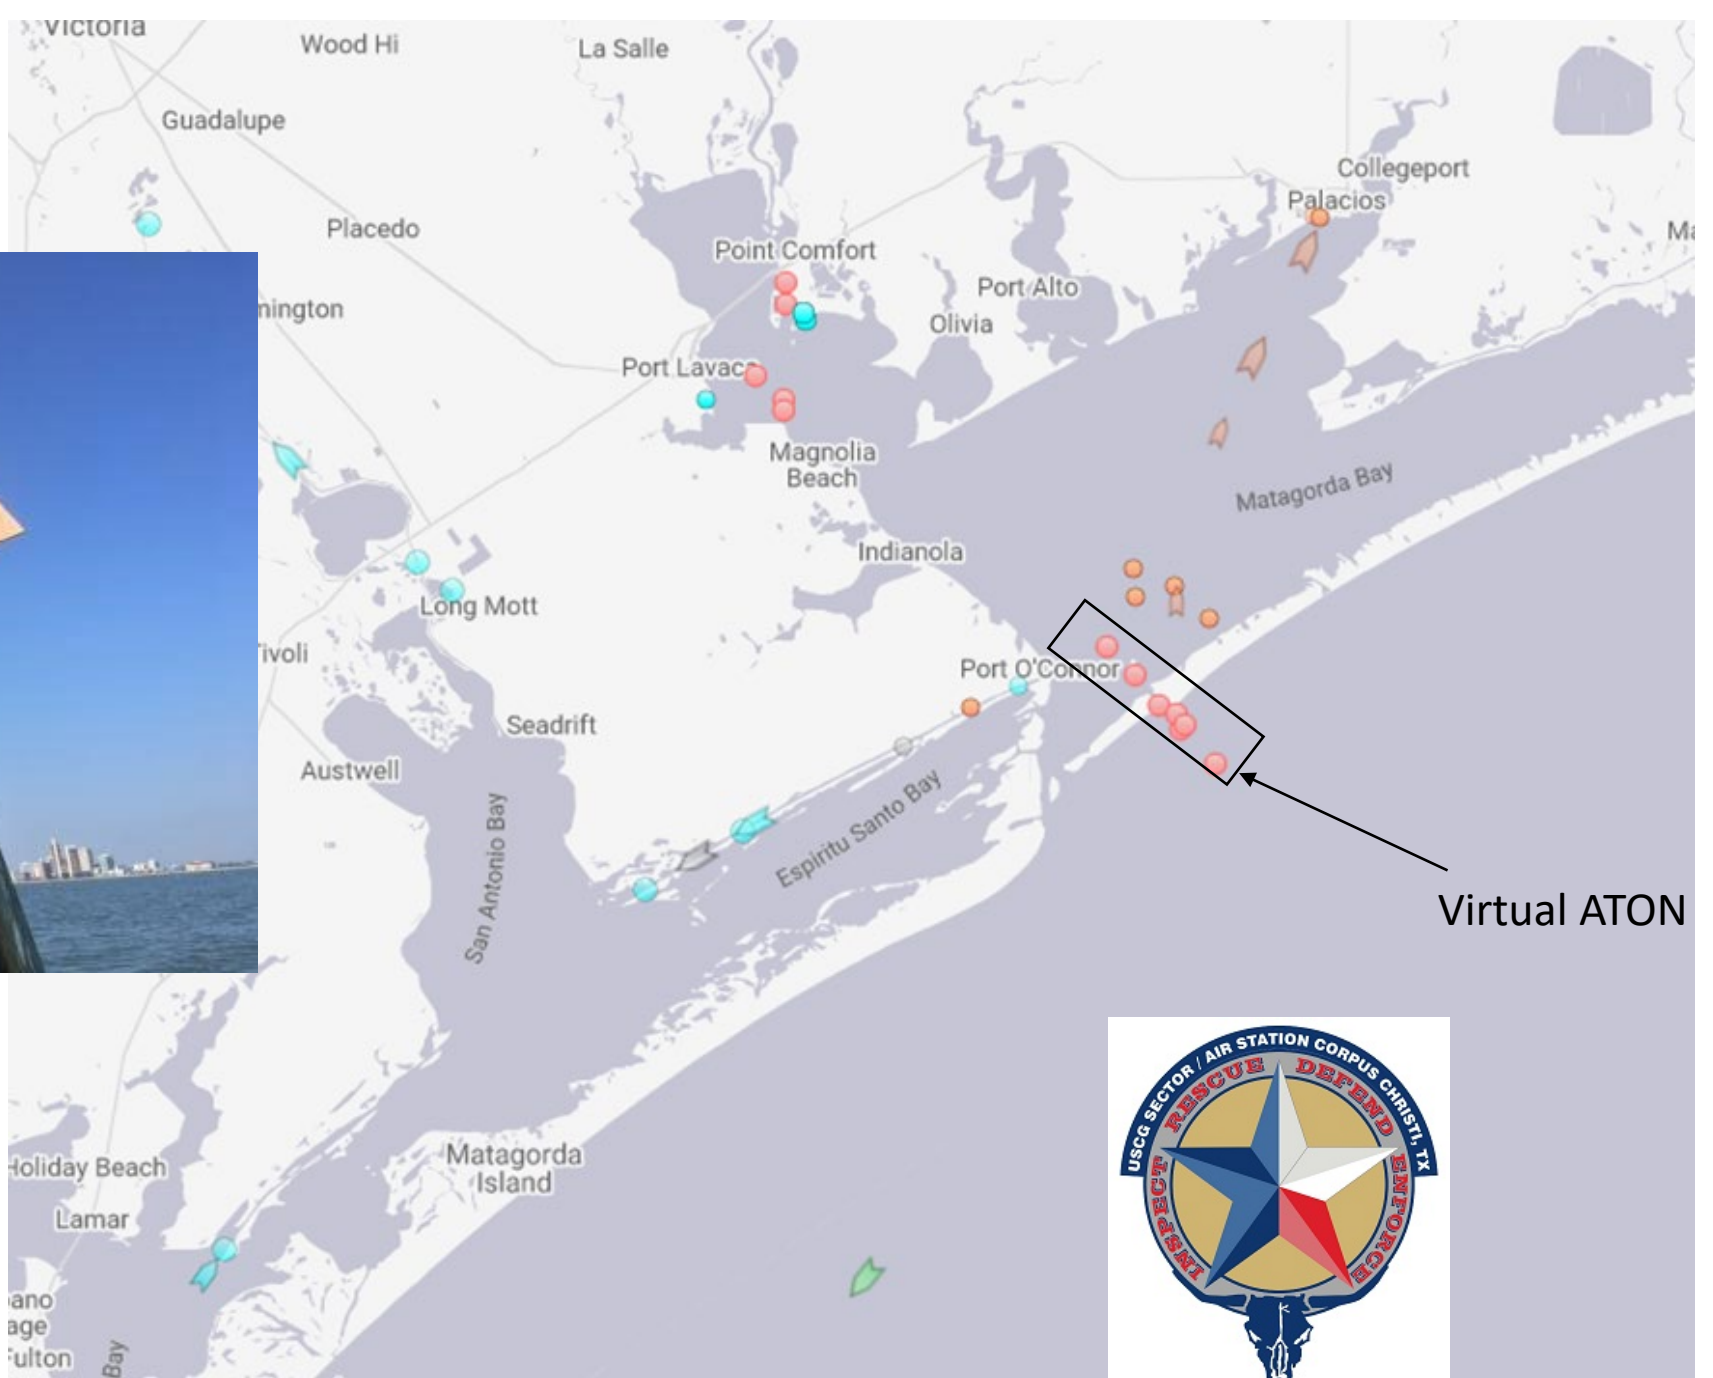 Victoria
Wood Hi
La Salle
Guadalupe
Collegeport
Palacios
Placedo
Point Comfort
Port Alto
Olivia
mington
Port Lavaca
Magnolia
Beach
Matagorda Bay
Indianola
Long Mott
Tivoli
Port O'Connor
Seadrift
Austwell
San Antonio Bay
Espiritu Santo Bay
Virtual ATON
USCG SECTOR / AIR STATION CORPUS CHRISTI, TX
INSPECT RESCUE DEFEND ENFORCE
Matagorda
Island
Holiday Beach
Lamar
Fulton
Bay